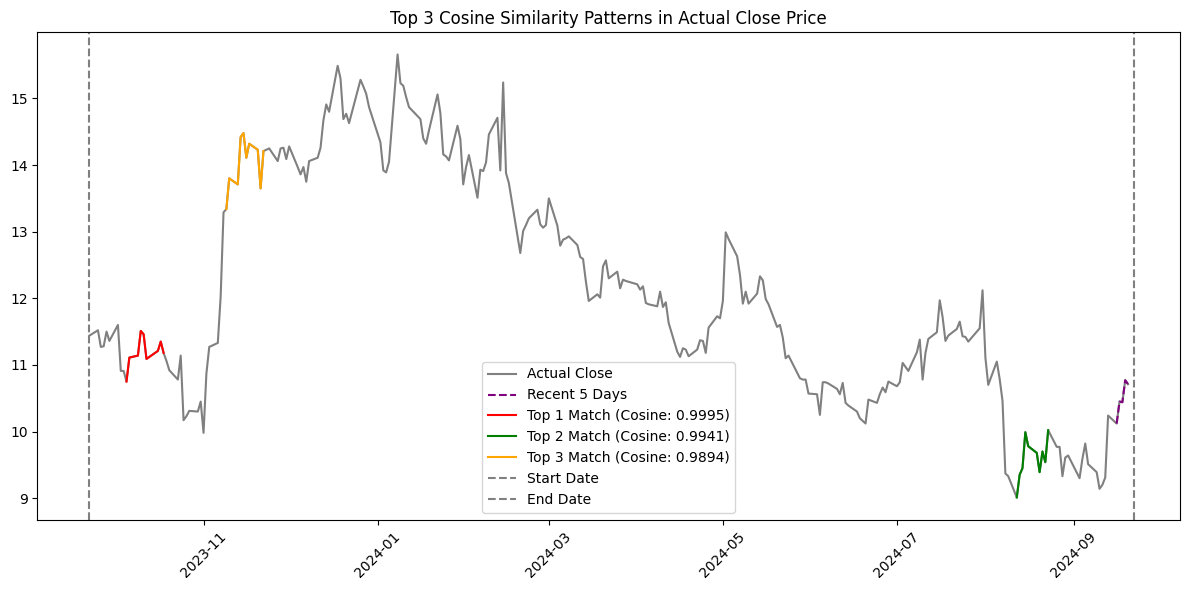 Top 3 Cosine Similarity Patterns in Actual Close Price
15
14
13
12
11
10
9
Actual Close
Recent 5 Days
Top 1 Match (Cosine: 0.9995)
Top 2 Match (Cosine: 0.9941)
Top 3 Match (Cosine: 0.9894)
Start Date
End Date
2023-11
2024-01
2024-03
2024-05
2024-07
2024-09